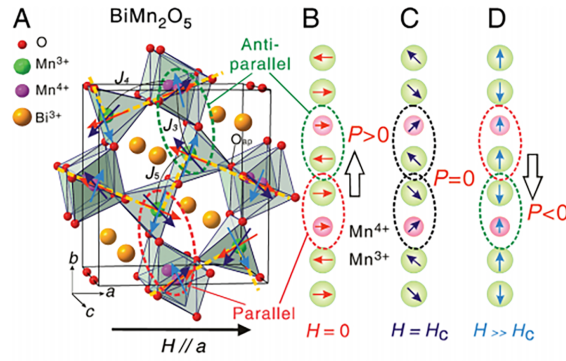 A
BiMn2O5
B
C
D
O
Mn3+
Mn4+
Bi3+
J4
Anti-
parallel
J3
Oap
J5
P>0
P=0
P<0
Mn4+
Mn3+
Parallel
b
a
c
H // a
H = 0
H = HC
H >> HC